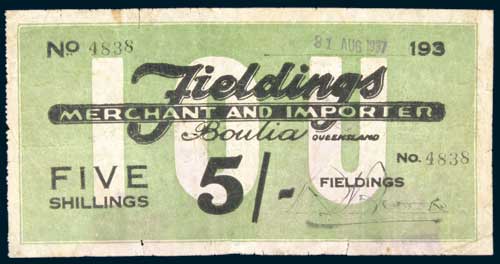 No. 4838
31 AUG 1937 193
IOU
Fieldings
MERCHANT AND IMPORTER
Boulia QUEENSLAND
No. 4838
FIVE SHILLINGS
5/-
FIELDINGS